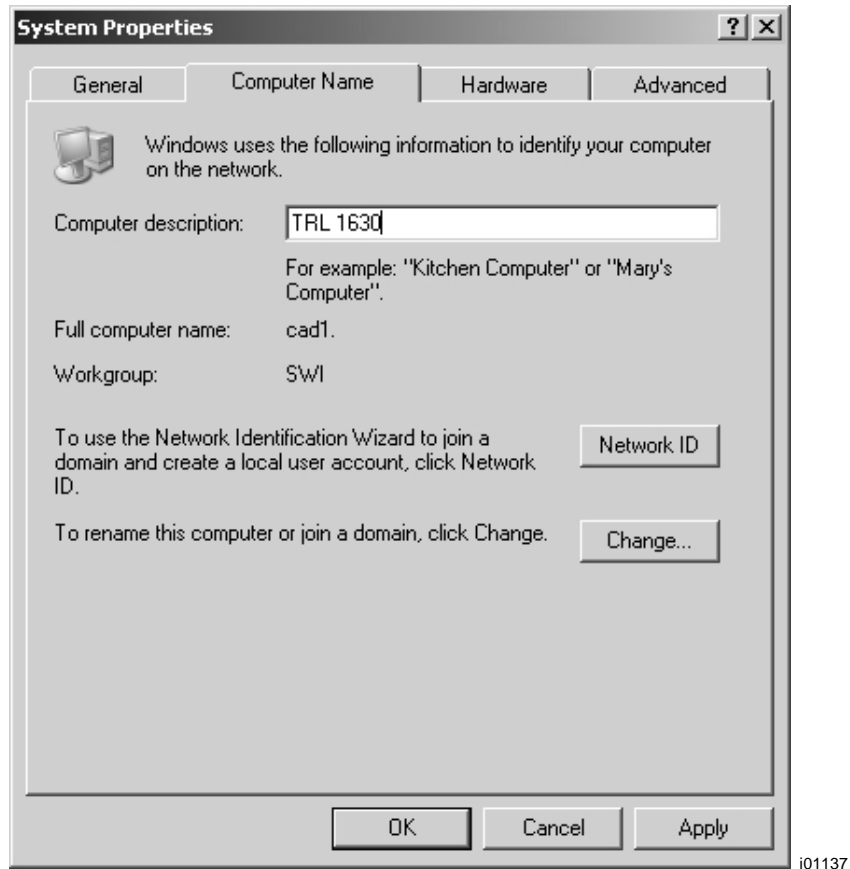 System Properties
General Computer Name Hardware Advanced
Windows uses the following information to identify your computer
on the network.
Computer description: TRL 1630
For example: "Kitchen Computer" or "Mary's
Computer".
Full computer name: cad1.
Workgroup: SWI
To use the Network Identification Wizard to join a
domain and create a local user account, click Network
ID.
Network ID
To rename this computer or join a domain, click Change.
Change...
OK Cancel Apply
i01137